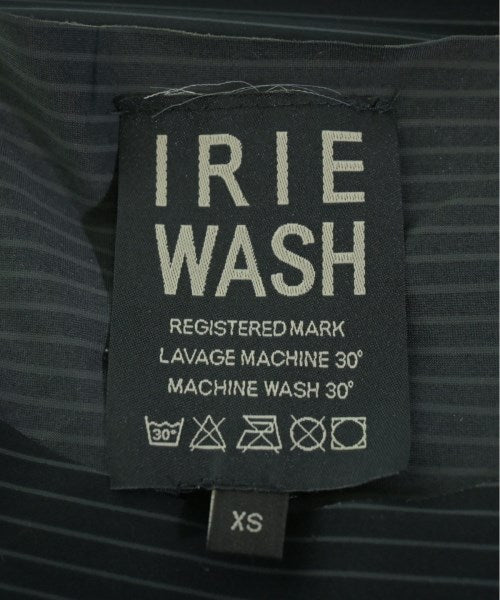 IRIE
WASH
REGISTERED MARK
LAVAGE MACHINE 30°
MACHINE WASH 30°
30°
XS